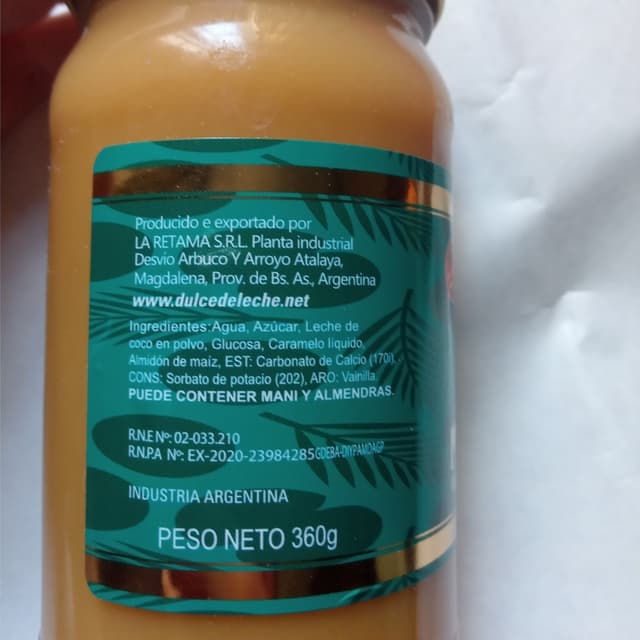 Producido e exportado por
LA RETAMA S.R.L. Planta industrial
Desvio Arbuco Y Arroyo Atalaya,
Magdalena, Prov. de Bs. As., Argentina
www.dulcedeleche.net
Ingredientes:Agua, Azúcar, Leche de
coco en polvo, Glucosa, Caramelo líquido,
Almidón de maíz, EST: Carbonato de Calcio (170i),
CONS: Sorbato de potacio (202), ARO: Vainilla
PUEDE CONTENER MANI Y ALMENDRAS.
R.N.E Nº: 02-033.210
R.N.P.A Nº: EX-2020-23984285GDEBA-DIYPAMDAGP
INDUSTRIA ARGENTINA
PESO NETO 360g